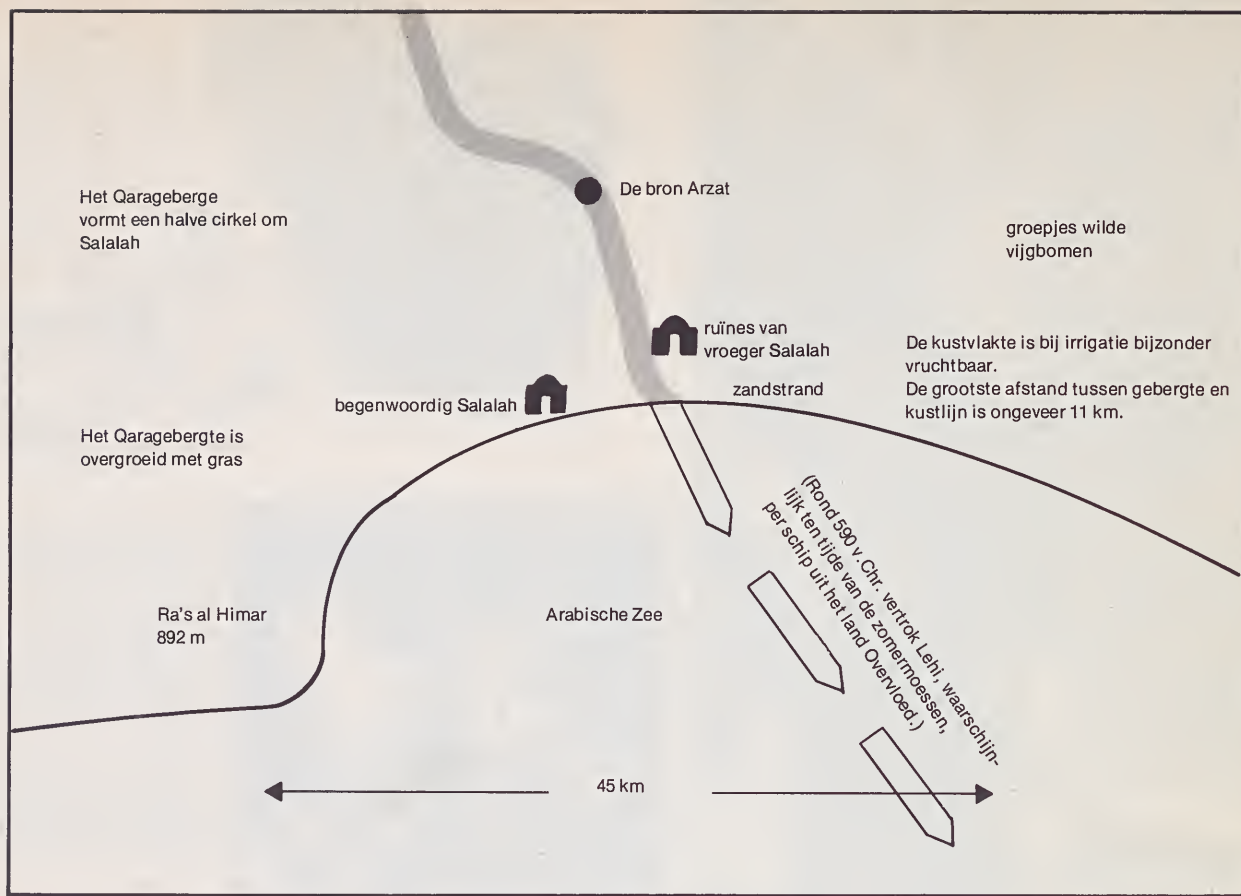 De bron Arzat
Het Qarageberge
vormt een halve cirkel om
Salalah
groepjes wilde
vijgbomen
ruïnes van
vroeger Salalah
De kustvlakte is bij irrigatie bijzonder
vruchtbaar.
De grootste afstand tussen gebergte en
kustlijn is ongeveer 11 km.
zandstrand
begenwoordig Salalah
Het Qaragebergte is
overgroeid met gras
(Rond 590 v. Chr. vertrok Lehi, waarschijn-
lijk ten tijde van de zomermoessen,
per schip uit het land Overvloed.)
Ra's al Himar
892 m
Arabische Zee
45 km